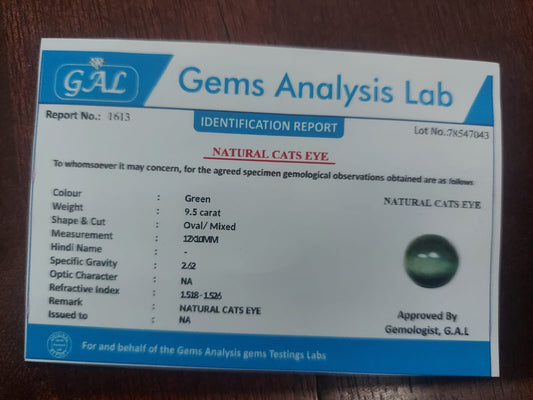 GAL
Gems Analysis Lab
IDENTIFICATION REPORT
Report No.: 1613
Lot No.:7X547043
NATURAL CATS EYE
To whomsoever it may concern, for the agreed specimen gemological observations obtained are as follows
Colour : Green
Weight : 9.5 carat
Shape & Cut : Oval/ Mixed
Measurement : 12X10MM
Hindi Name : -
Specific Gravity : 2.62
Optic Character : NA
Refractive Index : 1.518 - 1.526
Remark : NATURAL CATS EYE
Issued to : NA
NATURAL CATS EYE
Approved By
Gemologist, G.A.L
For and behalf of the Gems Analysis gems Testings Labs